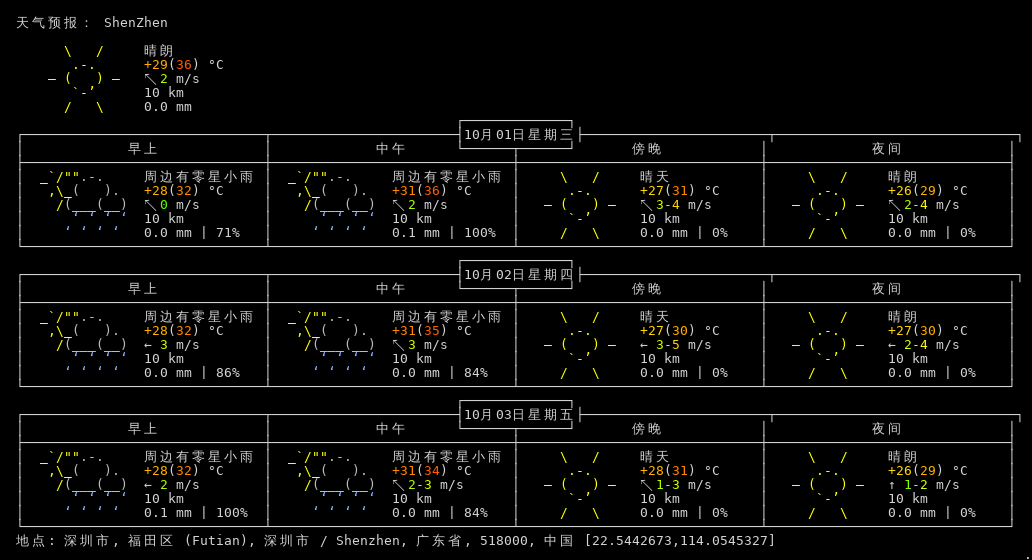 天气预报： ShenZhen
晴朗
+29(36) °C
↖ 2 m/s
10 km
0.0 mm
10月01日星期三
早上 中午 傍晚 夜间
周边有零星小雨 周边有零星小雨 晴天 晴朗
+28(32) °C +31(36) °C +27(31) °C +26(29) °C
↖ 0 m/s ↖ 2 m/s ↖ 3-4 m/s ↖ 2-4 m/s
10 km 10 km 10 km 10 km
0.0 mm | 71% 0.1 mm | 100% 0.0 mm | 0% 0.0 mm | 0%
10月02日星期四
早上 中午 傍晚 夜间
周边有零星小雨 周边有零星小雨 晴天 晴朗
+28(32) °C +31(35) °C +27(30) °C +27(30) °C
← 3 m/s ↖ 3 m/s ← 3-5 m/s ← 2-4 m/s
10 km 10 km 10 km 10 km
0.0 mm | 86% 0.0 mm | 84% 0.0 mm | 0% 0.0 mm | 0%
10月03日星期五
早上 中午 傍晚 夜间
周边有零星小雨 周边有零星小雨 晴天 晴朗
+28(32) °C +31(34) °C +28(31) °C +26(29) °C
← 2 m/s ↖ 2-3 m/s ↖ 1-3 m/s ↑ 1-2 m/s
10 km 10 km 10 km 10 km
0.1 mm | 100% 0.0 mm | 84% 0.0 mm | 0% 0.0 mm | 0%
地点: 深圳市, 福田区 (Futian), 深圳市 / Shenzhen, 广东省, 518000, 中国 [22.5442673,114.0545327]